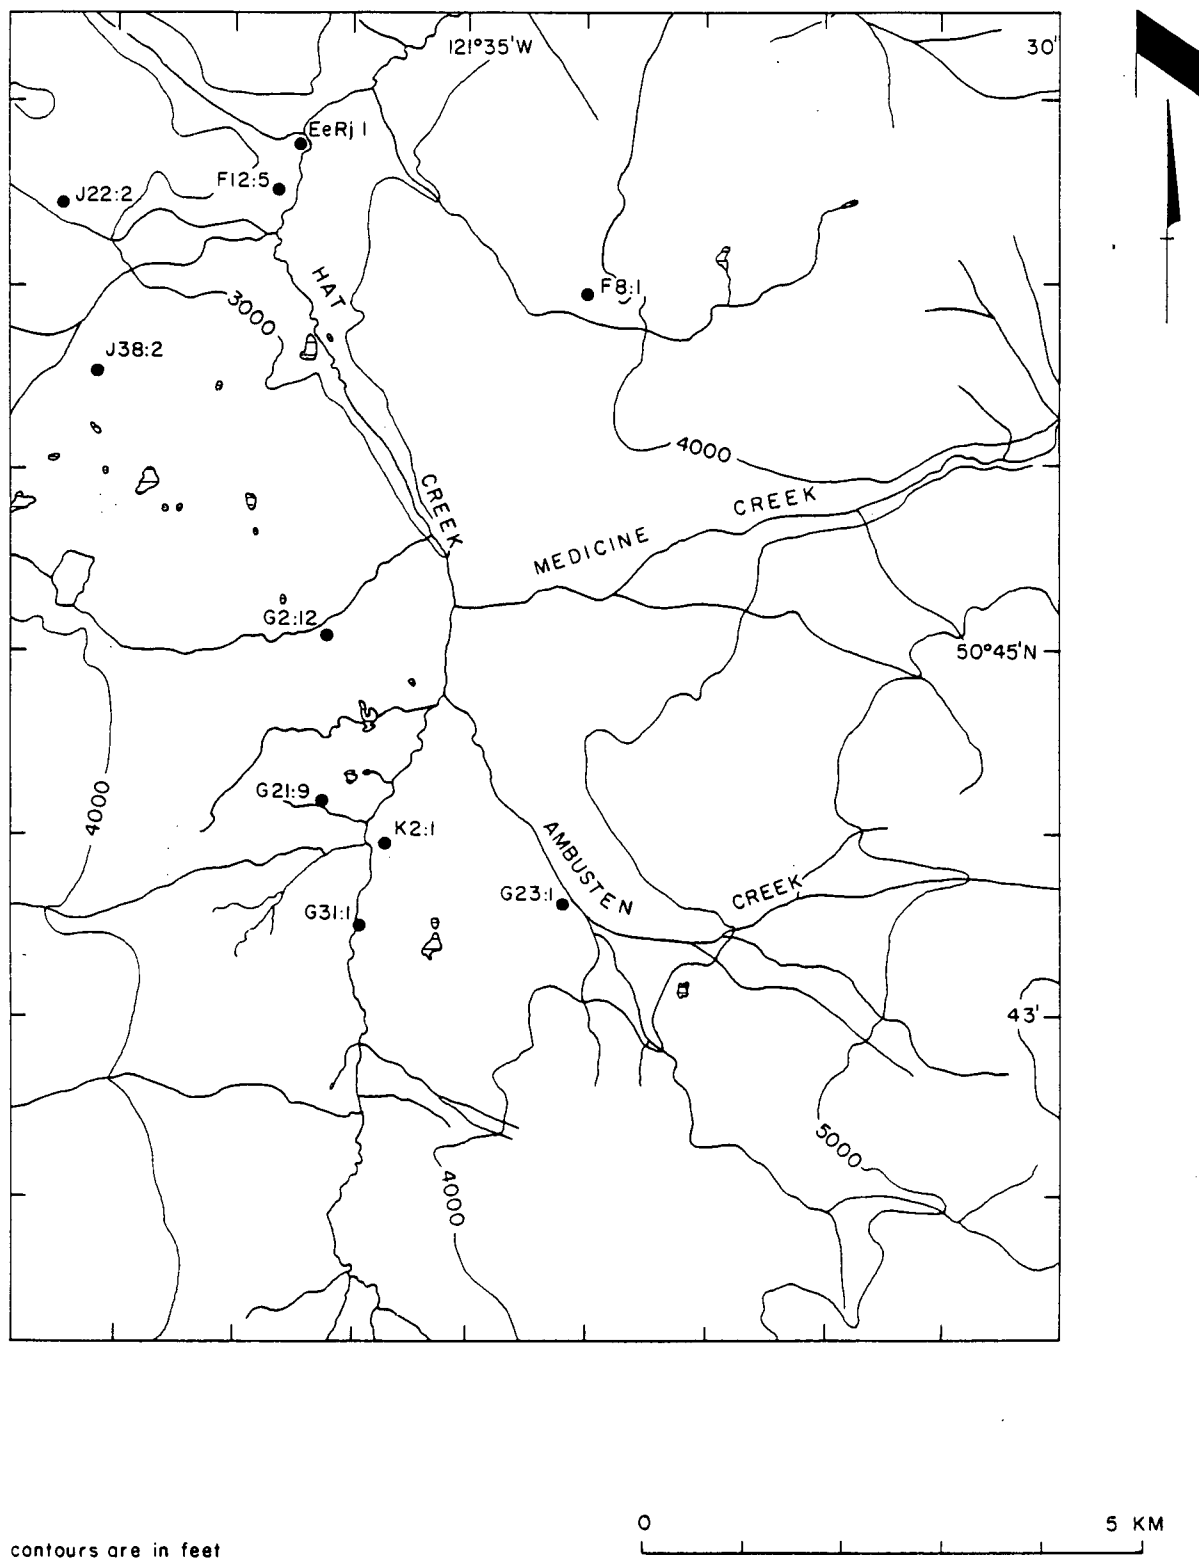 121°35'W
30'
EeRj 1
F12:5
J22:2
HAT
F8:1
3000
J38:2
4000
CREEK
CREEK
MEDICINE
G2:12
50°45'N
4000
G21:9
K2:1
AMBUSTEN
CREEK
G23:1
G31:1
43'
5000
4000
0 5 KM
contours are in feet